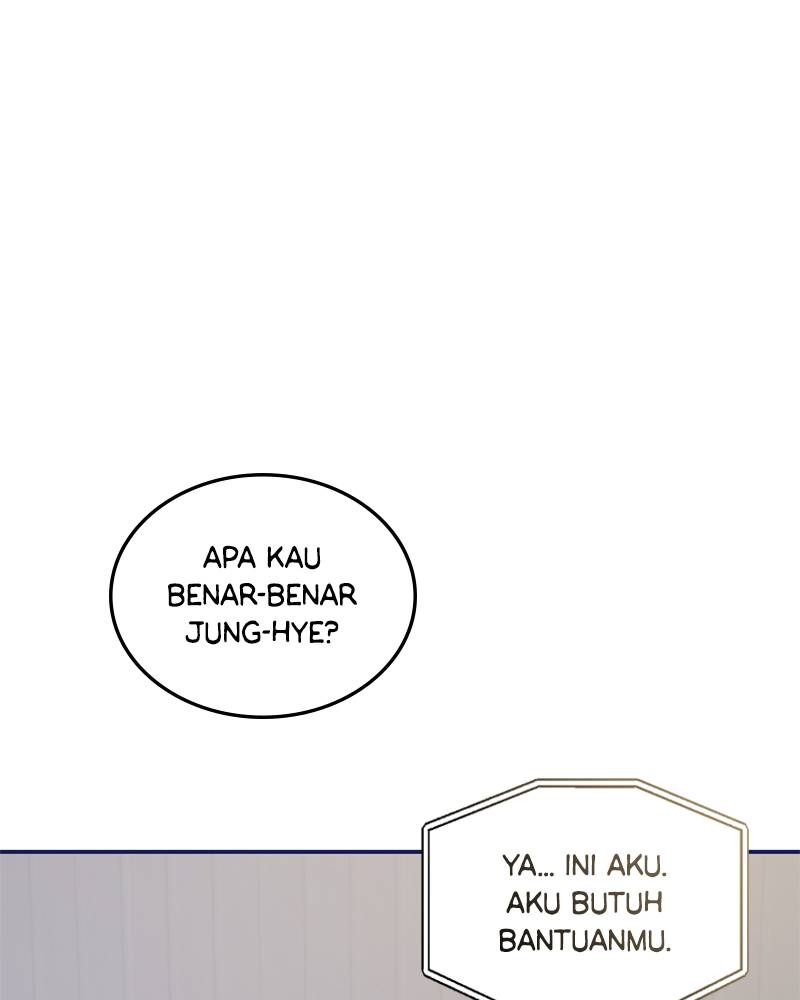 APA KAU
BENAR-BENAR
JUNG-HYE?
YA... INI AKU.
AKU BUTUH
BANTUANMU.